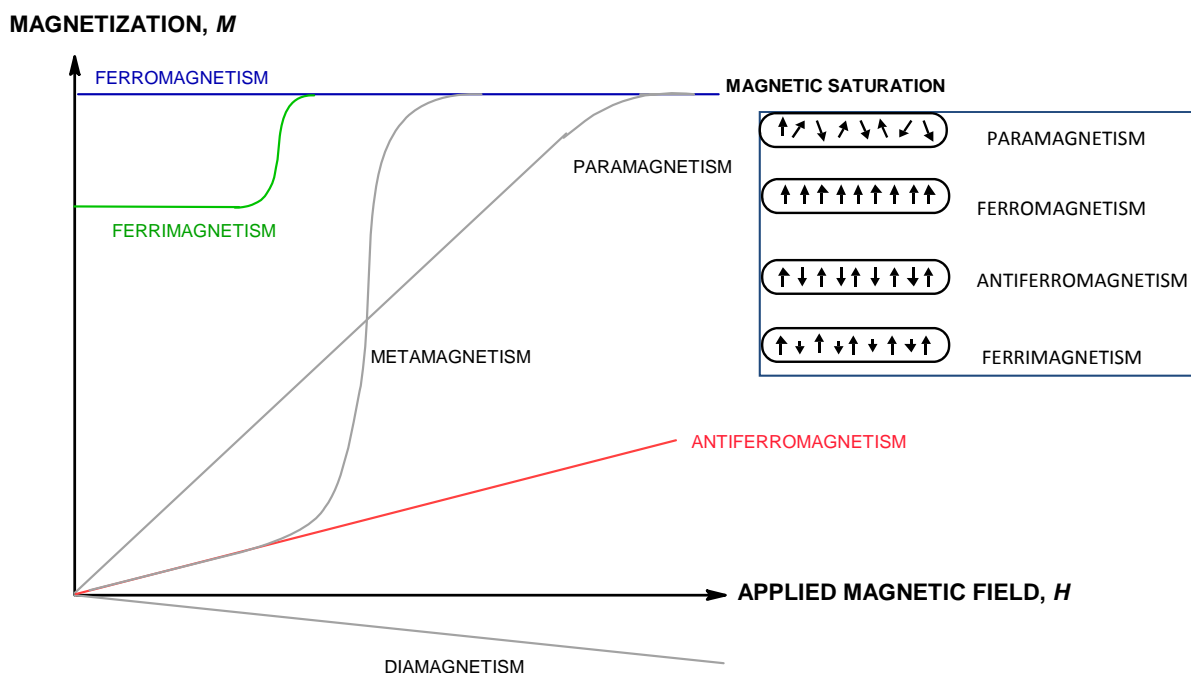 MAGNETIZATION, M
FERROMAGNETISM
MAGNETIC SATURATION
PARAMAGNETISM
PARAMAGNETISM
FERROMAGNETISM
FERRIMAGNETISM
ANTIFERROMAGNETISM
METAMAGNETISM
FERRIMAGNETISM
ANTIFERROMAGNETISM
APPLIED MAGNETIC FIELD, H
DIAMAGNETISM